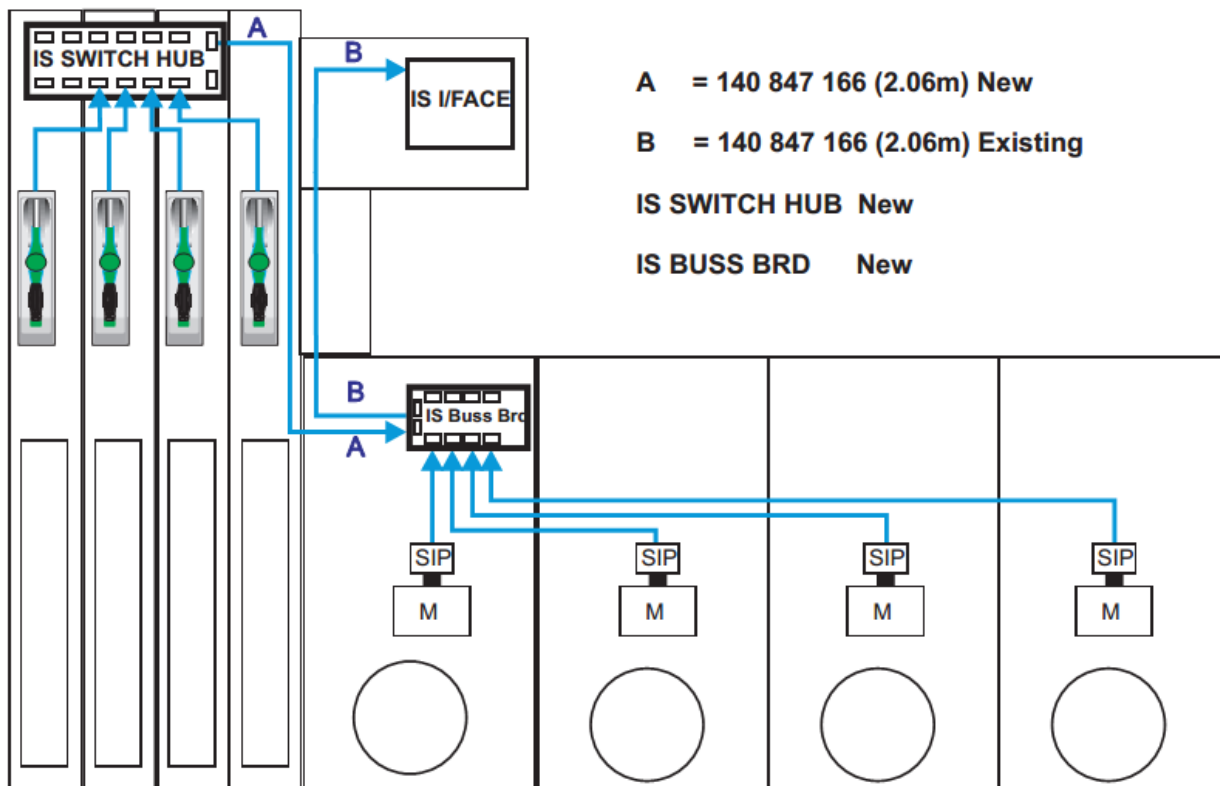 A
IS SWITCH HUB
B
IS I/FACE
A = 140 847 166 (2.06m) New
B = 140 847 166 (2.06m) Existing
IS SWITCH HUB New
IS BUSS BRD New
B
IS Buss Brd
A
SIP SIP SIP SIP
M M M M